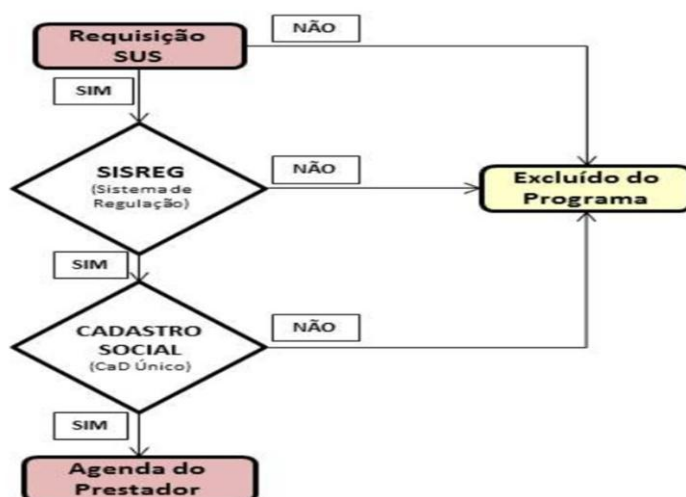 Requisição
SUS
NÃO
SIM
SISREG
(Sistema de
Regulação)
NÃO
Excluído do
Programa
SIM
CADASTRO
SOCIAL
(CaD Único)
NÃO
SIM
Agenda do
Prestador